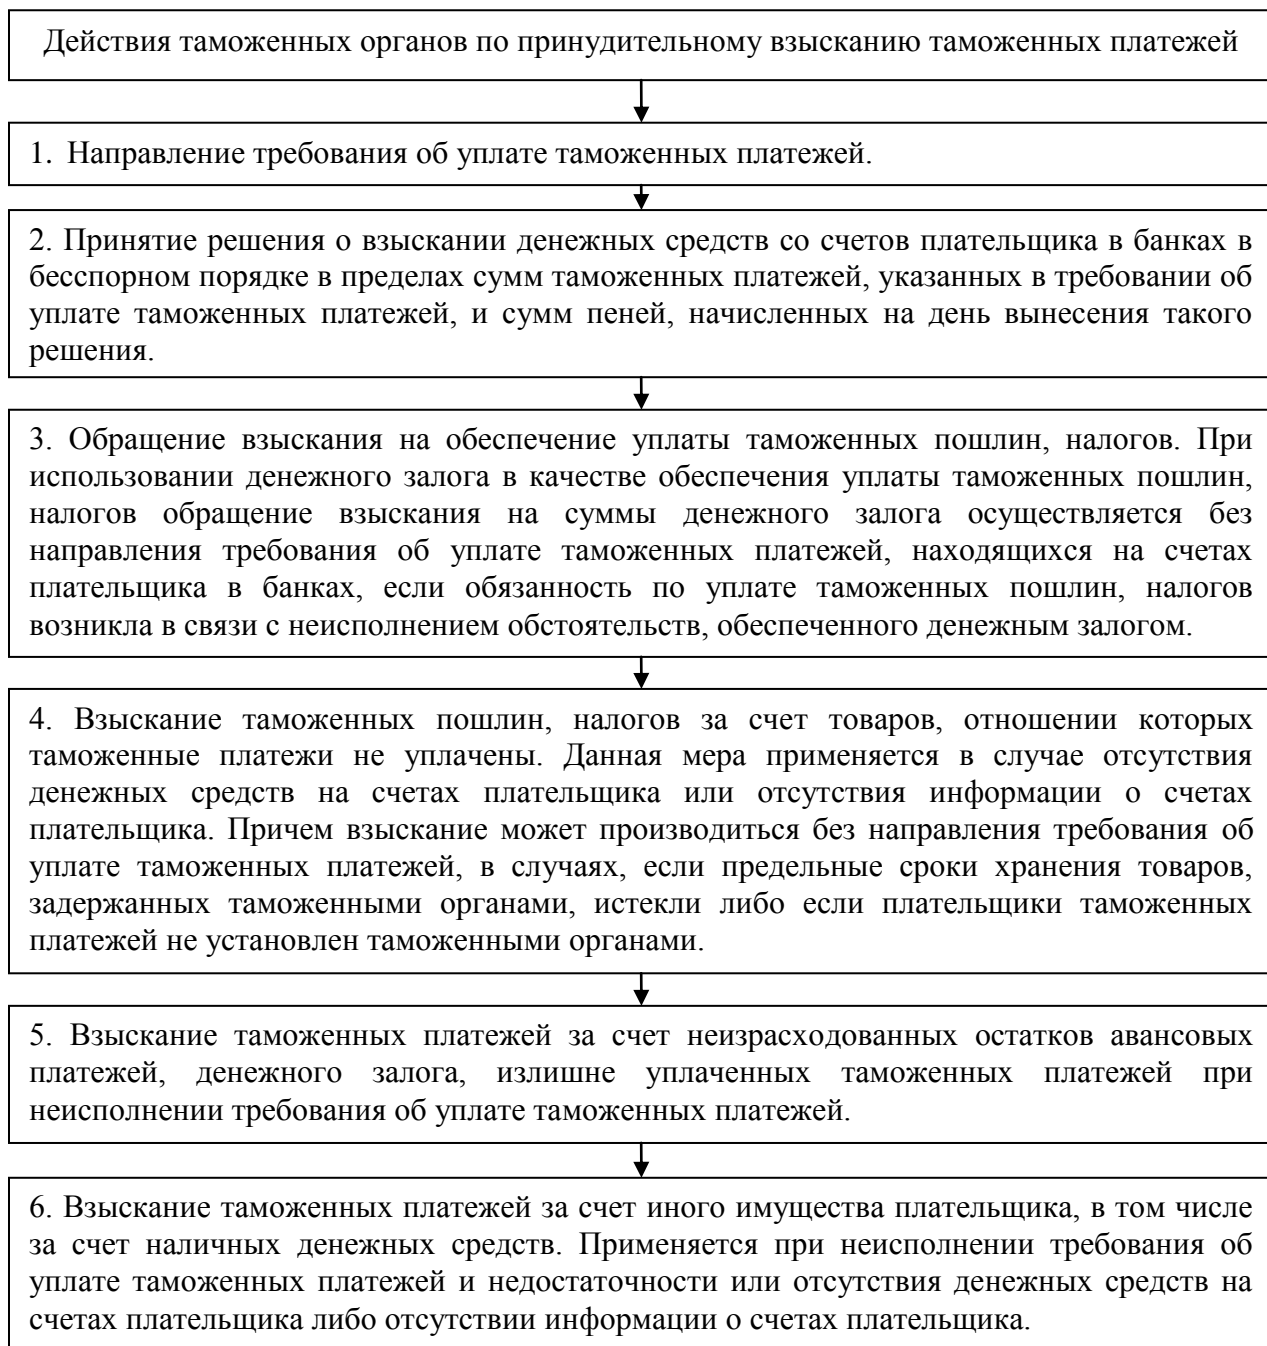 Действия таможенных органов по принудительному взысканию таможенных платежей
1. Направление требования об уплате таможенных платежей.
2. Принятие решения о взыскании денежных средств со счетов плательщика в банках в
бесспорном порядке в пределах сумм таможенных платежей, указанных в требовании об
уплате таможенных платежей, и сумм пеней, начисленных на день вынесения такого
решения.
3. Обращение взыскания на обеспечение уплаты таможенных пошлин, налогов. При
использовании денежного залога в качестве обеспечения уплаты таможенных пошлин,
налогов обращение взыскания на суммы денежного залога осуществляется без
направления требования об уплате таможенных платежей, находящихся на счетах
плательщика в банках, если обязанность по уплате таможенных пошлин, налогов
возникла в связи с неисполнением обстоятельств, обеспеченного денежным залогом.
4. Взыскание таможенных пошлин, налогов за счет товаров, отношении которых
таможенные платежи не уплачены. Данная мера применяется в случае отсутствия
денежных средств на счетах плательщика или отсутствия информации о счетах
плательщика. Причем взыскание может производиться без направления требования об
уплате таможенных платежей, в случаях, если предельные сроки хранения товаров,
задержанных таможенными органами, истекли либо если плательщики таможенных
платежей не установлен таможенными органами.
5. Взыскание таможенных платежей за счет неизрасходованных остатков авансовых
платежей, денежного залога, излишне уплаченных таможенных платежей при
неисполнении требования об уплате таможенных платежей.
6. Взыскание таможенных платежей за счет иного имущества плательщика, в том числе
за счет наличных денежных средств. Применяется при неисполнении требования об
уплате таможенных платежей и недостаточности или отсутствия денежных средств на
счетах плательщика либо отсутствии информации о счетах плательщика.